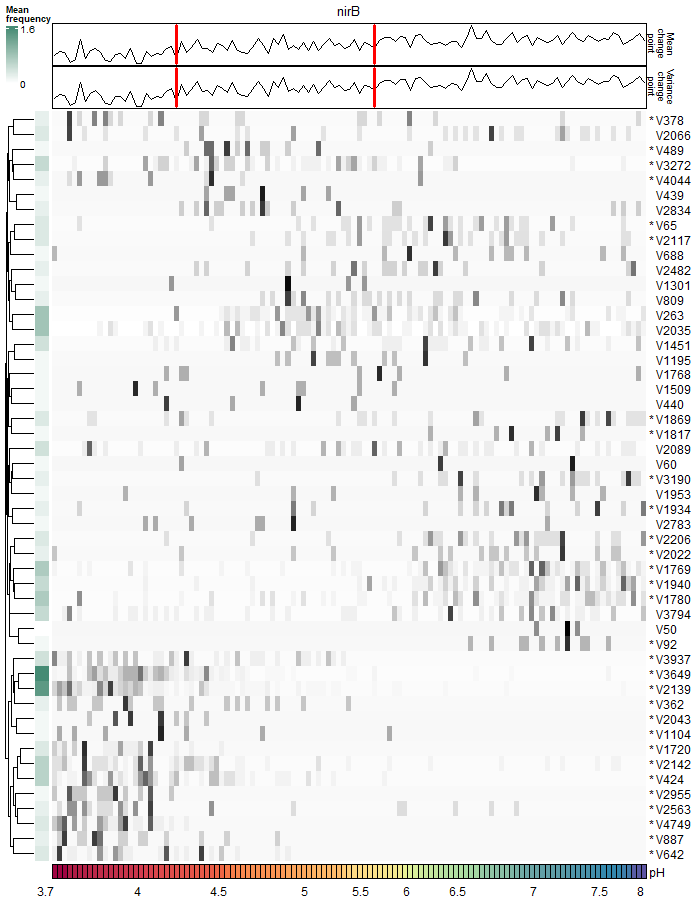 Mean
frequency
1.6
0
nirB
Mean
change
point
Variance
change
point
* V378
V2066
* V489
* V3272
* V4044
V439
V2834
* V65
* V2117
V688
V2482
V1301
V809
V263
V2035
V1451
V1195
V1768
V1509
V440
* V1869
* V1817
V2089
V60
* V3190
V1953
* V1934
V2783
* V2206
* V2022
* V1769
* V1940
* V1780
V3794
V50
* V92
* V3937
* V3649
* V2139
* V362
* V2043
* V1104
* V1720
* V2142
* V424
* V2955
* V2563
* V4749
* V887
* V642
pH
3.7 4 4.5 5 5.5 6 6.5 7 7.5 8